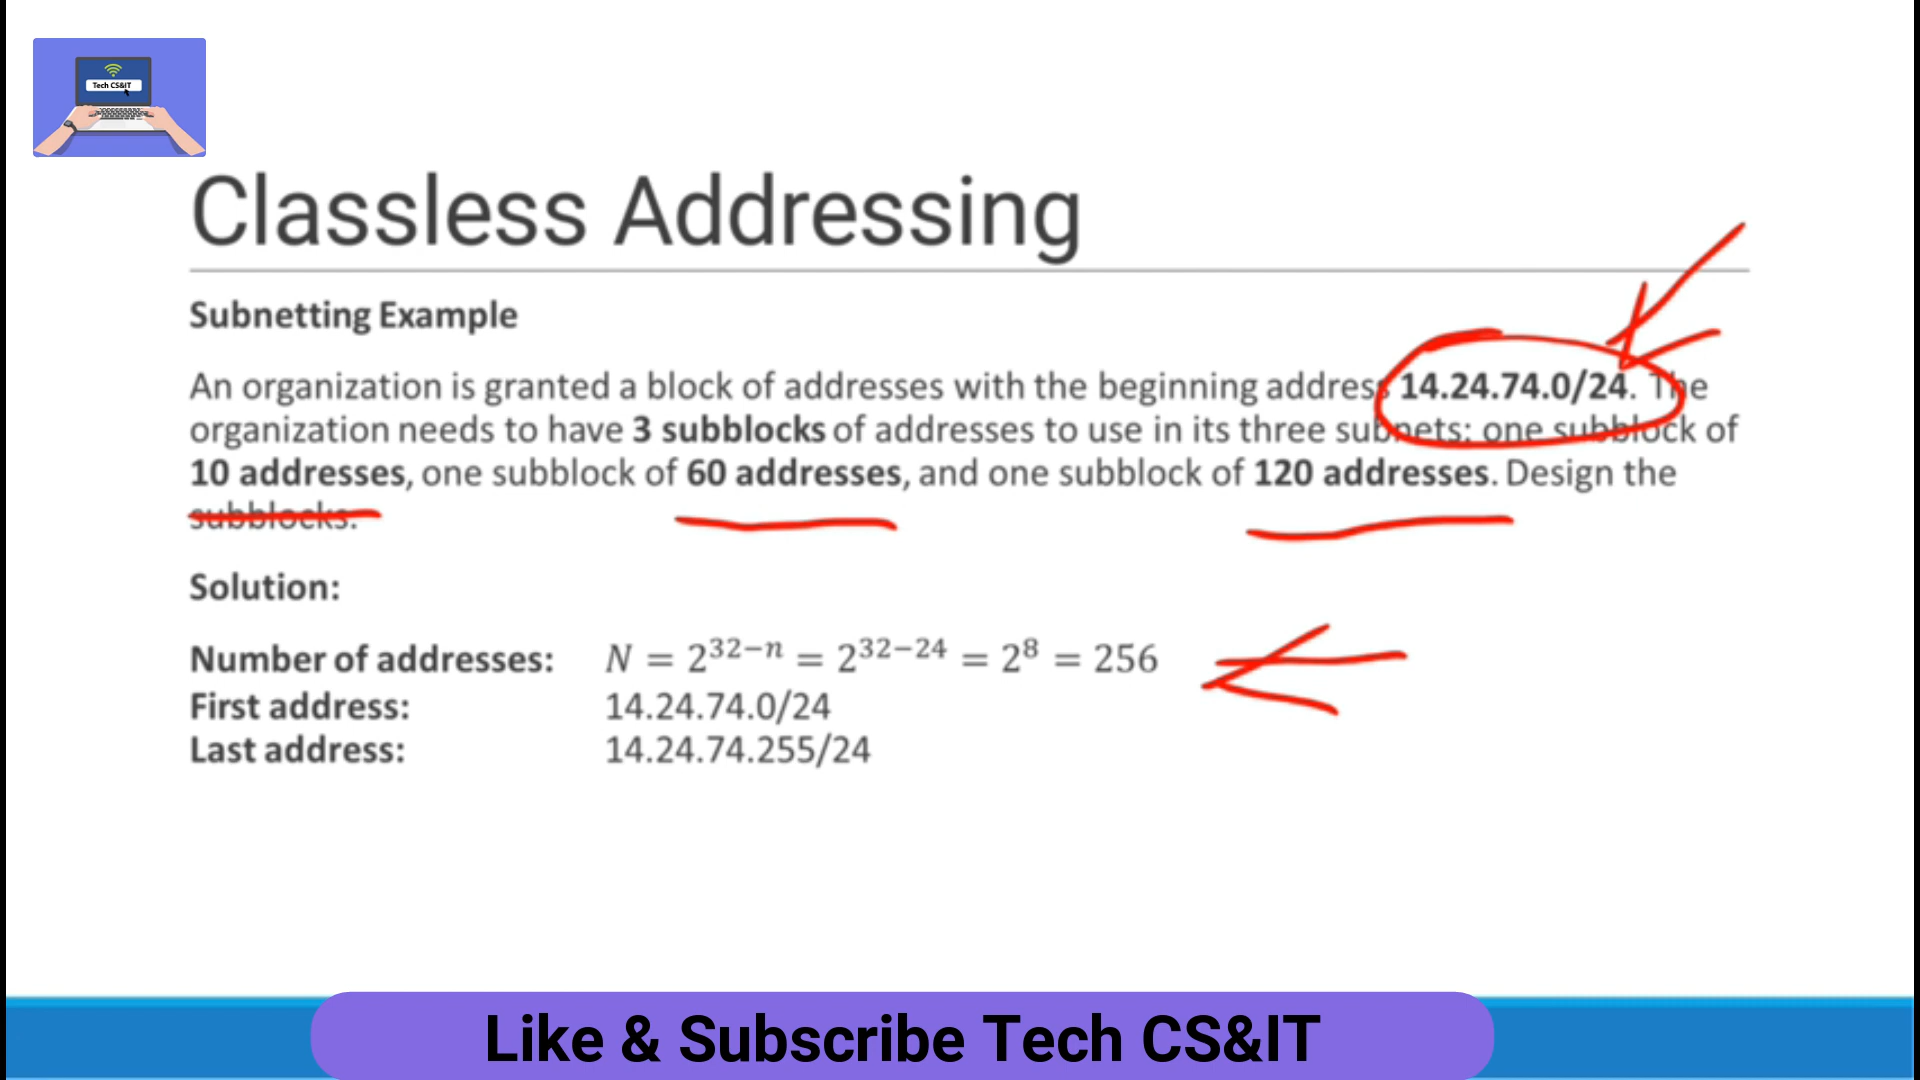 Tech CS&IT
Classless Addressing
Subnetting Example
An organization is granted a block of addresses with the beginning address 14.24.74.0/24. The
organization needs to have 3 subblocks of addresses to use in its three subnets: one subblock of
10 addresses, one subblock of 60 addresses, and one subblock of 120 addresses. Design the
subblocks.
Solution:
Number of addresses: N = 2^{32−n} = 2^{32−24} = 2^8 = 256
First address: 14.24.74.0/24
Last address: 14.24.74.255/24
Like & Subscribe Tech CS&IT